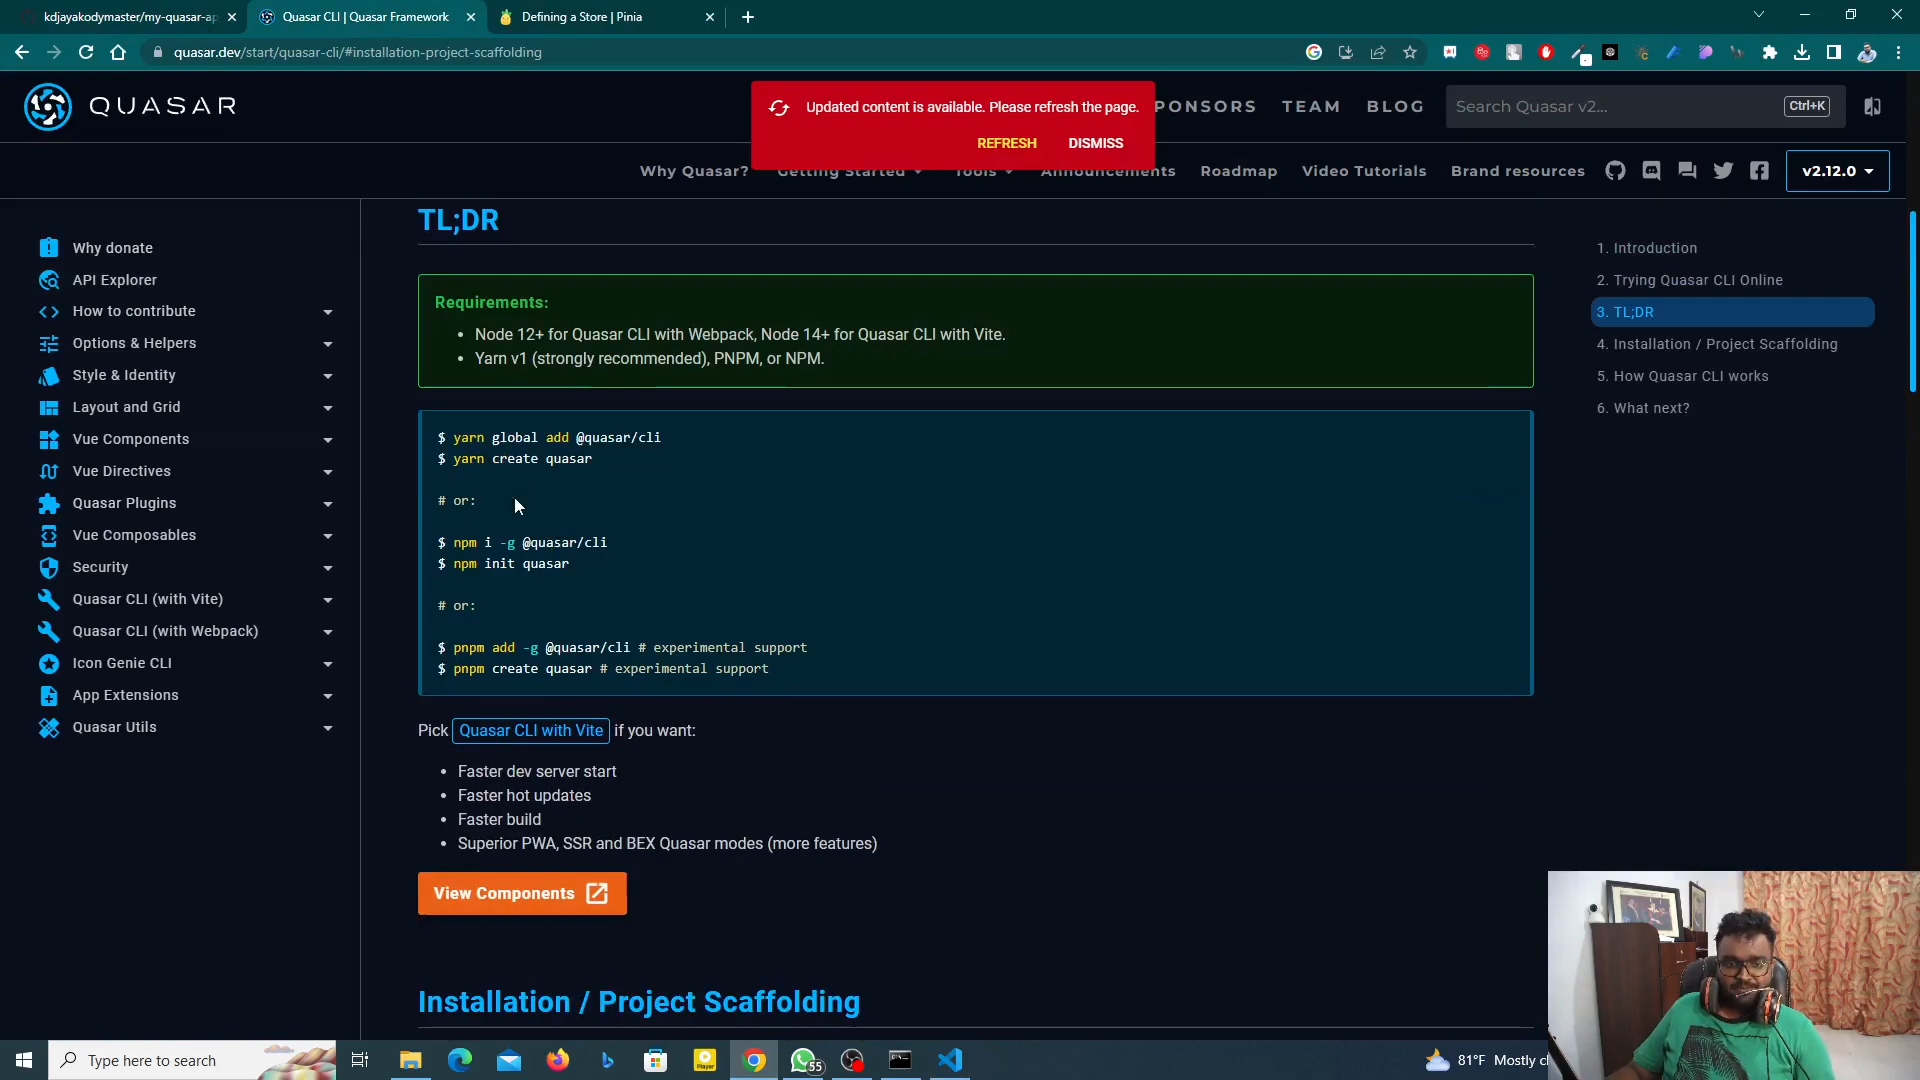 kdjayakodymaster/my-quasar-ap
Quasar CLI | Quasar Framework
Defining a Store | Pinia
quasar.dev/start/quasar-cli/#installation-project-scaffolding
QUASAR
Updated content is available. Please refresh the page.
REFRESH
DISMISS
PONSORS
TEAM
BLOG
Search Quasar v2...
Ctrl+K
Why Quasar?
Getting Started
Tools
Announcements
Roadmap
Video Tutorials
Brand resources
v2.12.0
Why donate
API Explorer
How to contribute
Options & Helpers
Style & Identity
Layout and Grid
Vue Components
Vue Directives
Quasar Plugins
Vue Composables
Security
Quasar CLI (with Vite)
Quasar CLI (with Webpack)
Icon Genie CLI
App Extensions
Quasar Utils
TL;DR
Requirements:
• Node 12+ for Quasar CLI with Webpack, Node 14+ for Quasar CLI with Vite.
• Yarn v1 (strongly recommended), PNPM, or NPM.
$ yarn global add @quasar/cli
$ yarn create quasar
# or:
$ npm i -g @quasar/cli
$ npm init quasar
# or:
$ pnpm add -g @quasar/cli # experimental support
$ pnpm create quasar # experimental support
Pick Quasar CLI with Vite if you want:
• Faster dev server start
• Faster hot updates
• Faster build
• Superior PWA, SSR and BEX Quasar modes (more features)
View Components
Installation / Project Scaffolding
1. Introduction
2. Trying Quasar CLI Online
3. TL;DR
4. Installation / Project Scaffolding
5. How Quasar CLI works
6. What next?
Type here to search
55
81°F Mostly cl